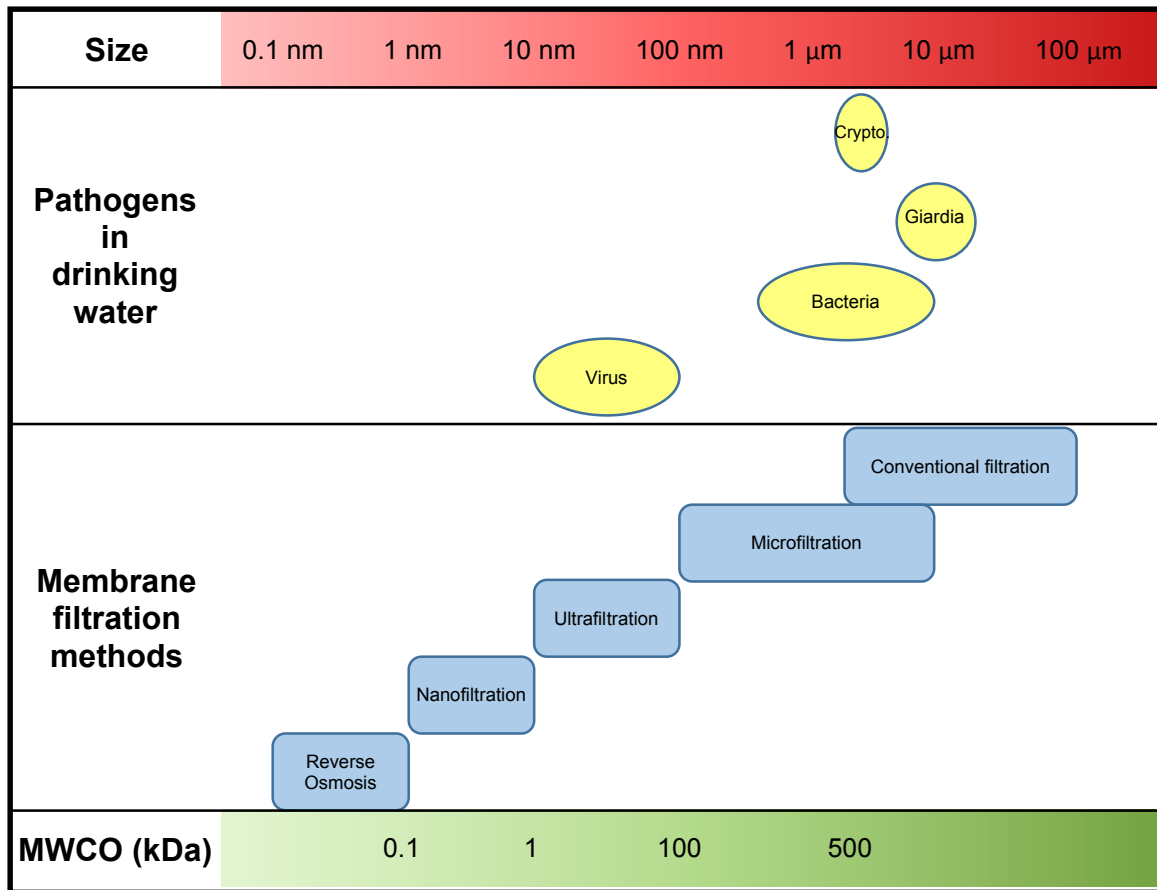 Size
0.1 nm 1 nm 10 nm 100 nm 1 µm 10 µm 100 µm
Pathogens
in
drinking
water
Crypto.
Giardia
Bacteria
Virus
Membrane
filtration
methods
Conventional filtration
Microfiltration
Ultrafiltration
Nanofiltration
Reverse
Osmosis
MWCO (kDa)
0.1 1 100 500